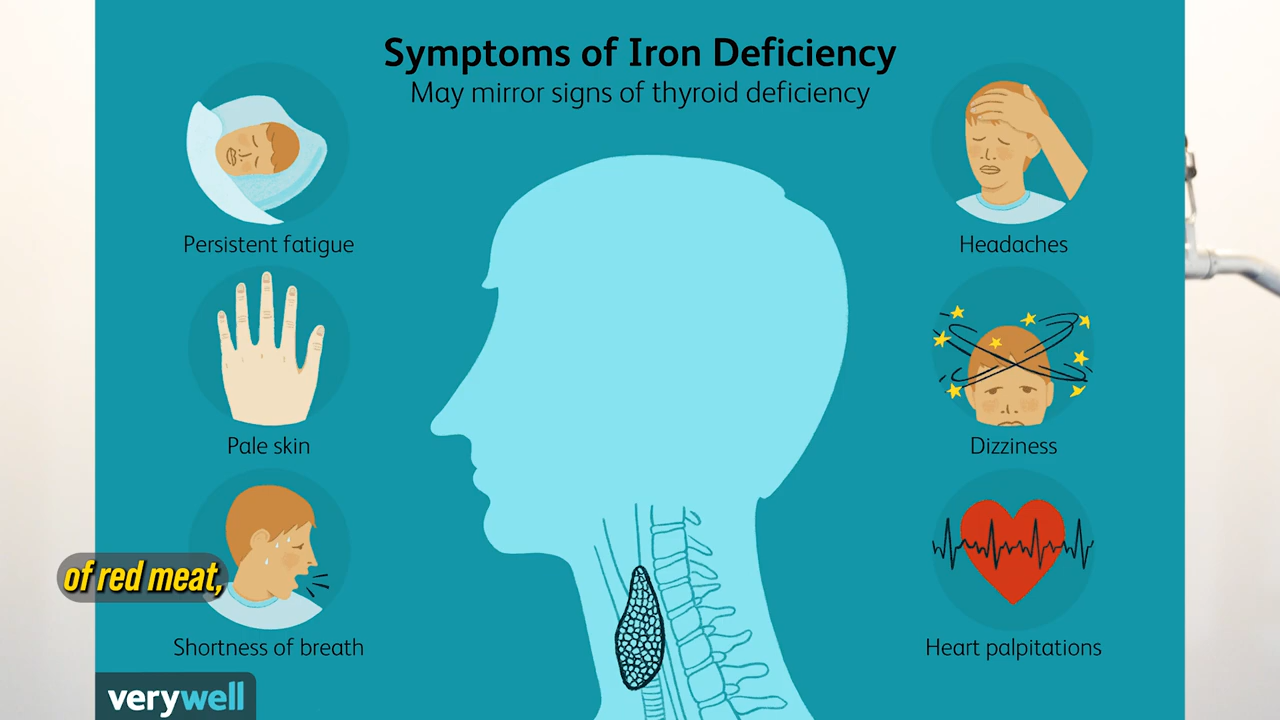 Symptoms of Iron Deficiency
May mirror signs of thyroid deficiency
Persistent fatigue
Headaches
Pale skin
Dizziness
of red meat,
Shortness of breath
Heart palpitations
verywell